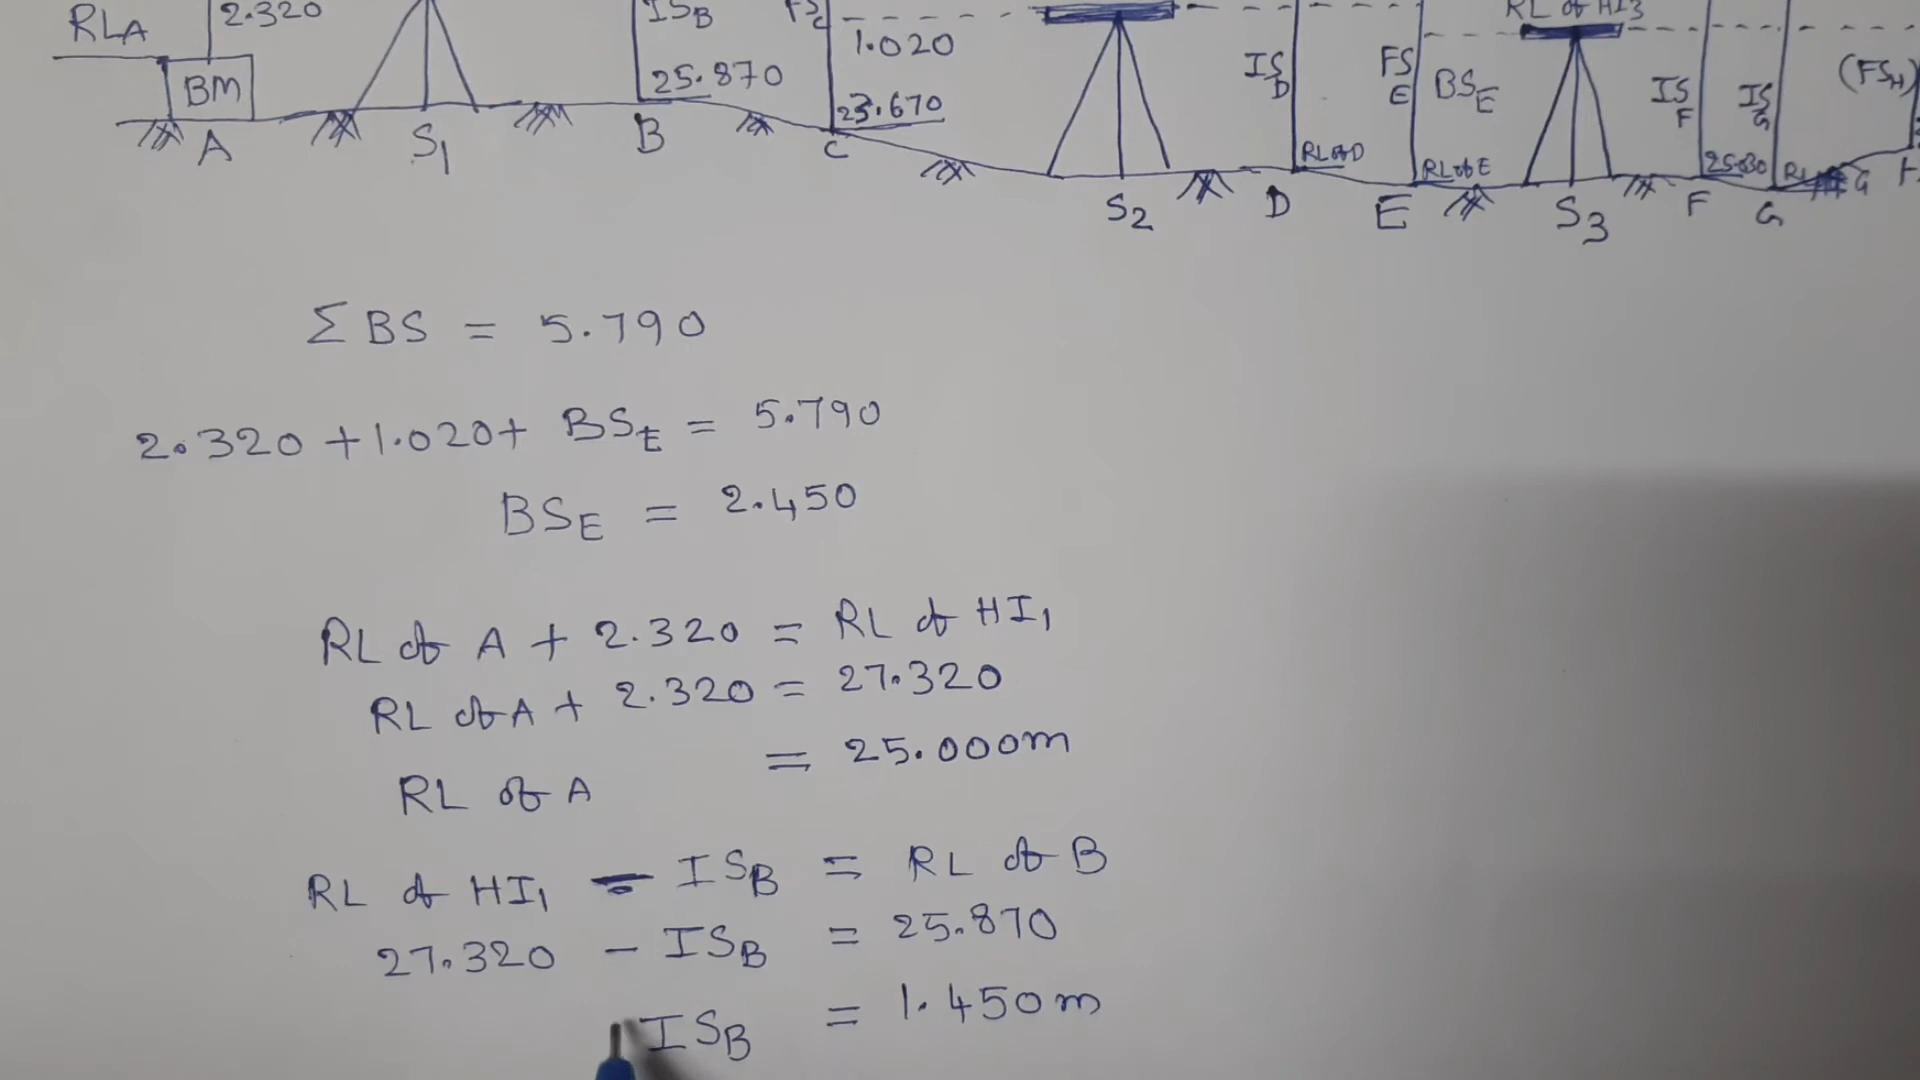 RLA 2.320 ISB FSC RL of HI3
1.020 ISD FSE BSE ISF ISG (FSH)
BM 25.870 23.670
RL of D RL of E 25.030
A S1 B C S2 D E S3 F G G
ΣBS = 5.790
2.320 + 1.020 + BSE = 5.790
BSE = 2.450
RL of A + 2.320 = RL of HI1
RL of A + 2.320 = 27.320
RL of A = 25.000m
RL of HI1 - ISB = RL of B
27.320 - ISB = 25.870
ISB = 1.450m